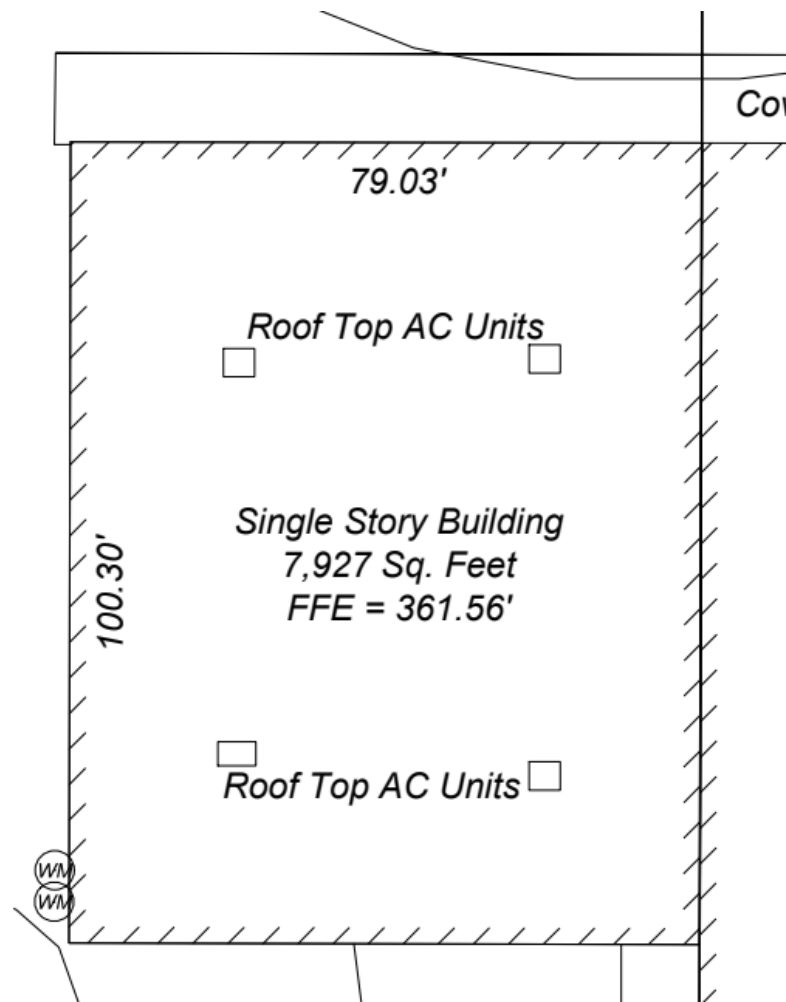 Cov
79.03'
Roof Top AC Units
Single Story Building
7,927 Sq. Feet
FFE = 361.56'
100.30'
Roof Top AC Units
WM
WM